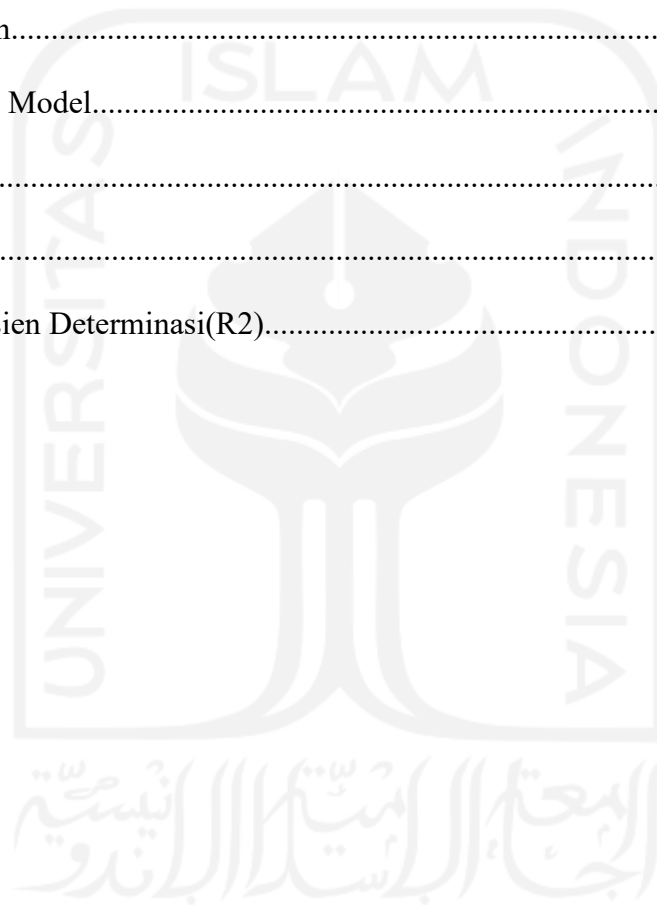 n...............................................................................................
Model....................................................................................
..................................................................................................
..................................................................................................
ien Determinasi(R2)..........................................................
ISLAM
UNIVERSITAS
INDONESIA